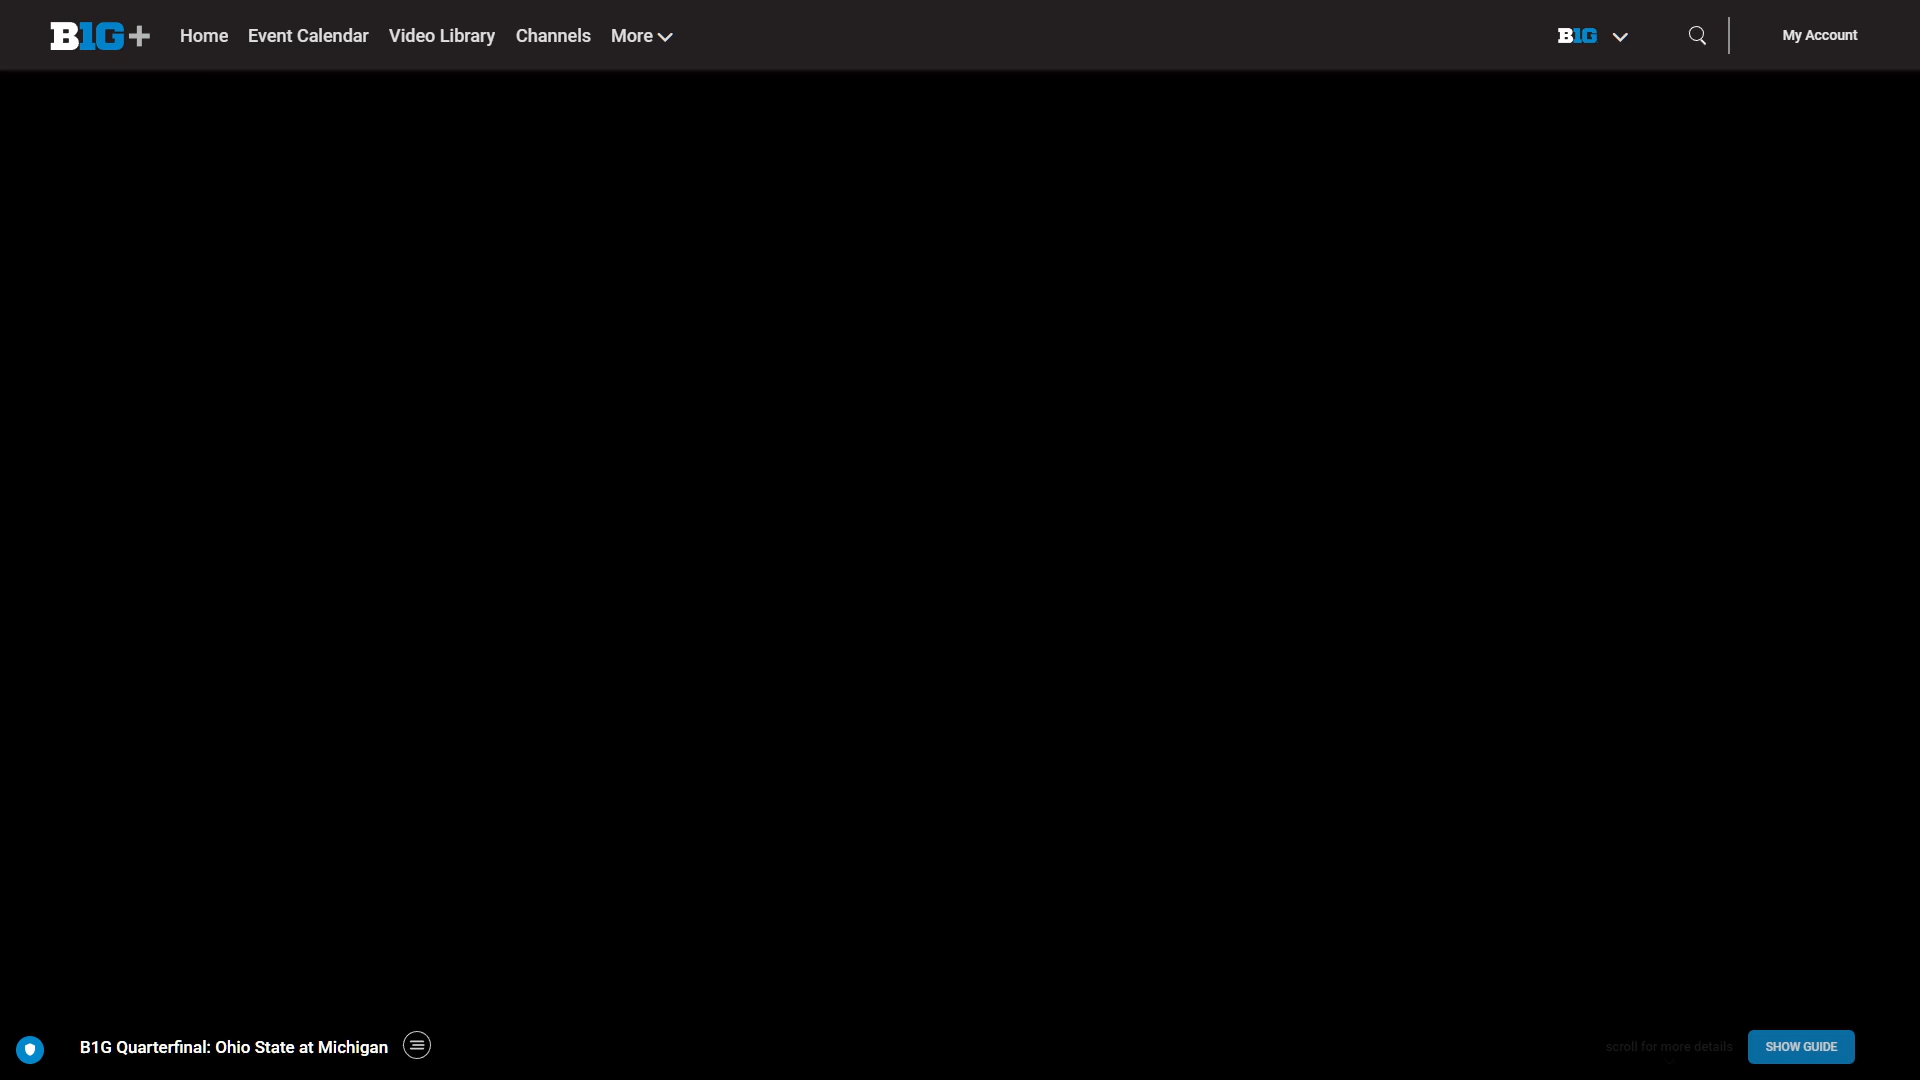 B1G+
Home Event Calendar Video Library Channels More
B1G
My Account
B1G Quarterfinal: Ohio State at Michigan
scroll for more details
SHOW GUIDE